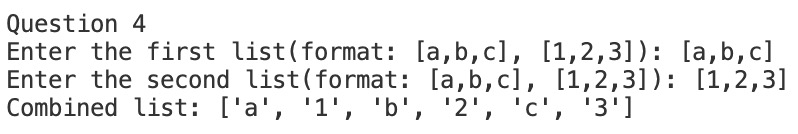 Question 4
Enter the first list(format: [a,b,c], [1,2,3]): [a,b,c]
Enter the second list(format: [a,b,c], [1,2,3]): [1,2,3]
Combined list: ['a', '1', 'b', '2', 'c', '3']